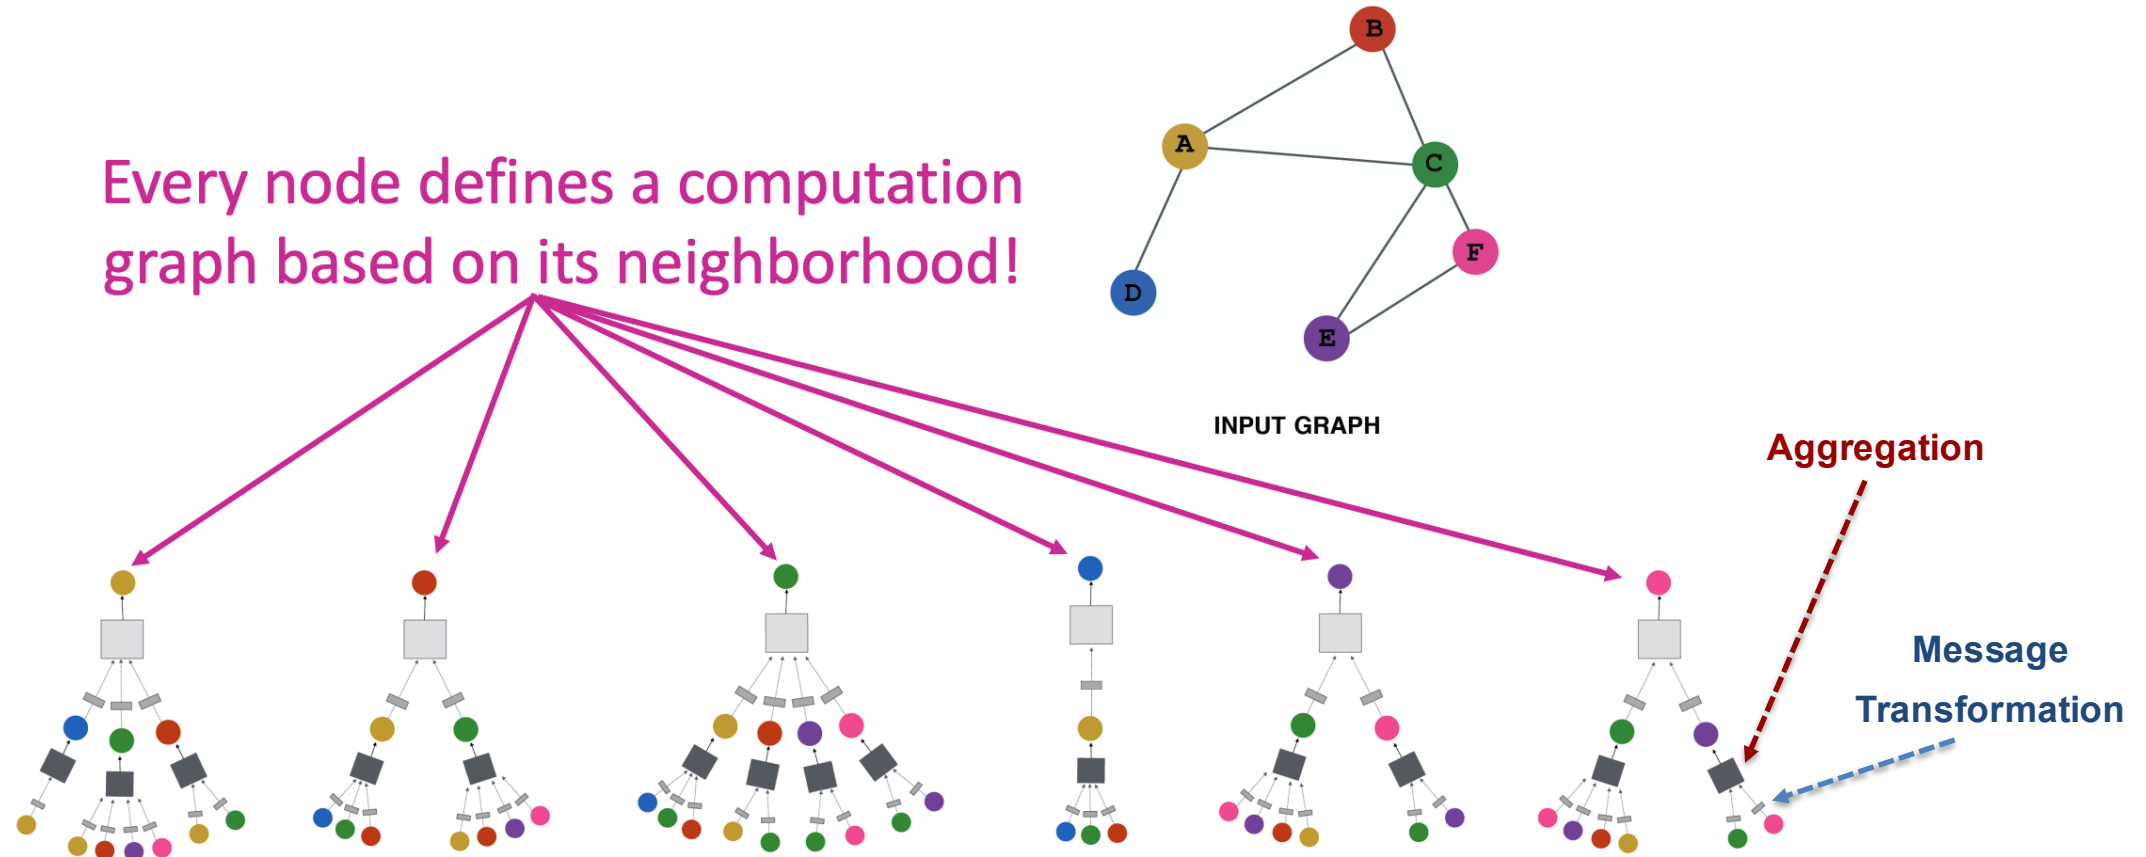 B
A
C
Every node defines a computation
graph based on its neighborhood!
F
D
E
INPUT GRAPH
Aggregation
Message
Transformation